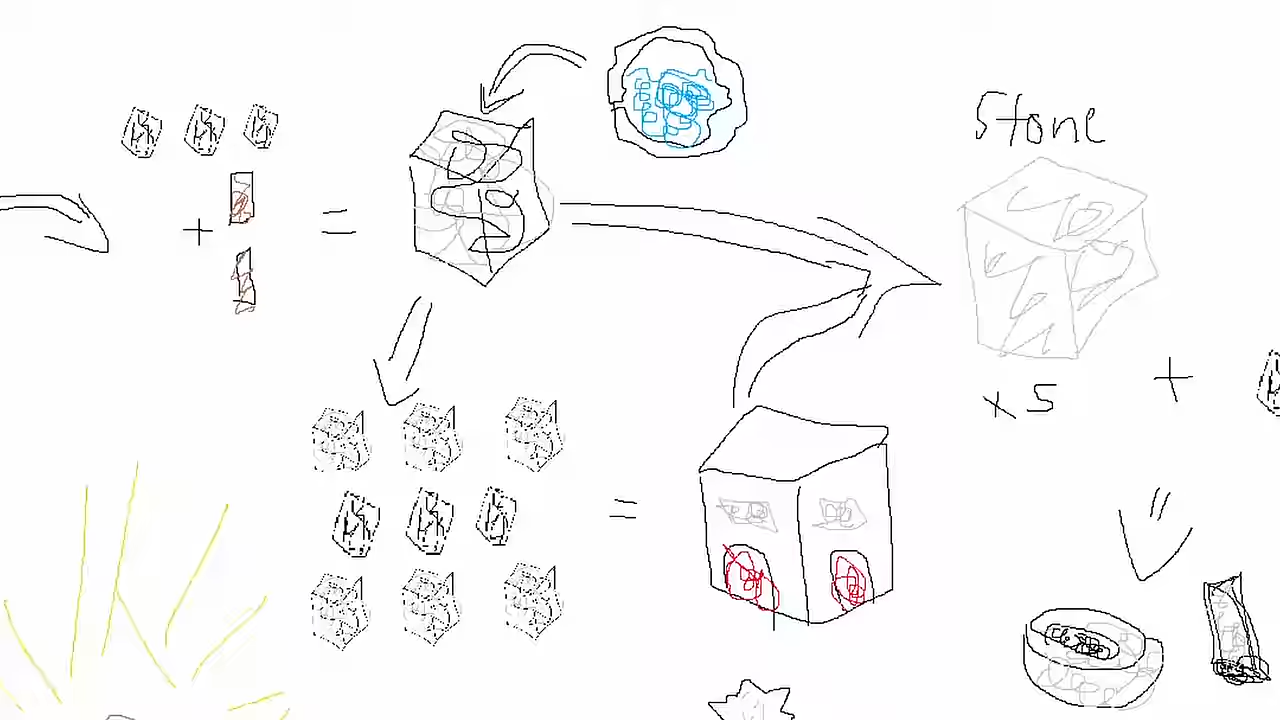 Stone
+
=
x5
+
=